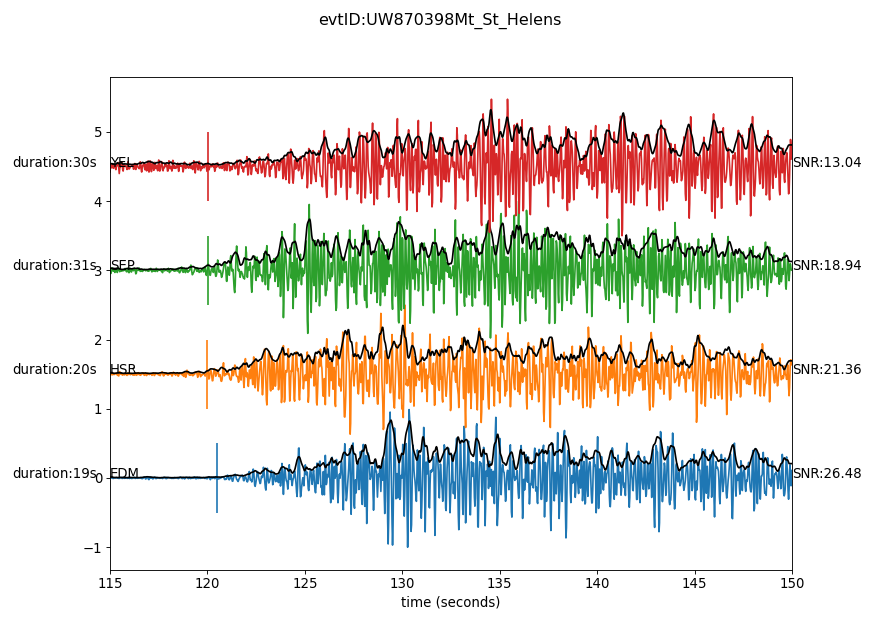 evtID:UW870398Mt_St_Helens
5
duration:30s YEL SNR:13.04
4
duration:31s 3 SEP SNR:18.94
2
duration:20s HSR SNR:21.36
1
duration:19s 0 EDM SNR:26.48
−1
115 120 125 130 135 140 145 150
time (seconds)